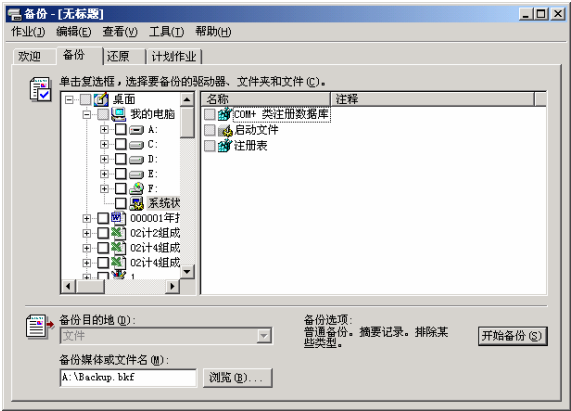 备份 - [无标题]
作业(J) 编辑(E) 查看(V) 工具(T) 帮助(H)
欢迎 备份 还原 计划作业
单击复选框，选择要备份的驱动器、文件夹和文件(C)。
桌面
我的电脑
A:
C:
D:
E:
F:
系统状
000001年
02计2组成
02计4组成
02计4组成
1
名称 注释
COM+ 类注册数据库
启动文件
注册表
备份目的地(D):
文件
备份媒体或文件名(M):
A:\Backup.bkf
浏览(B)...
备份选项:
普通备份。摘要记录。排除某
些类型。
开始备份(S)